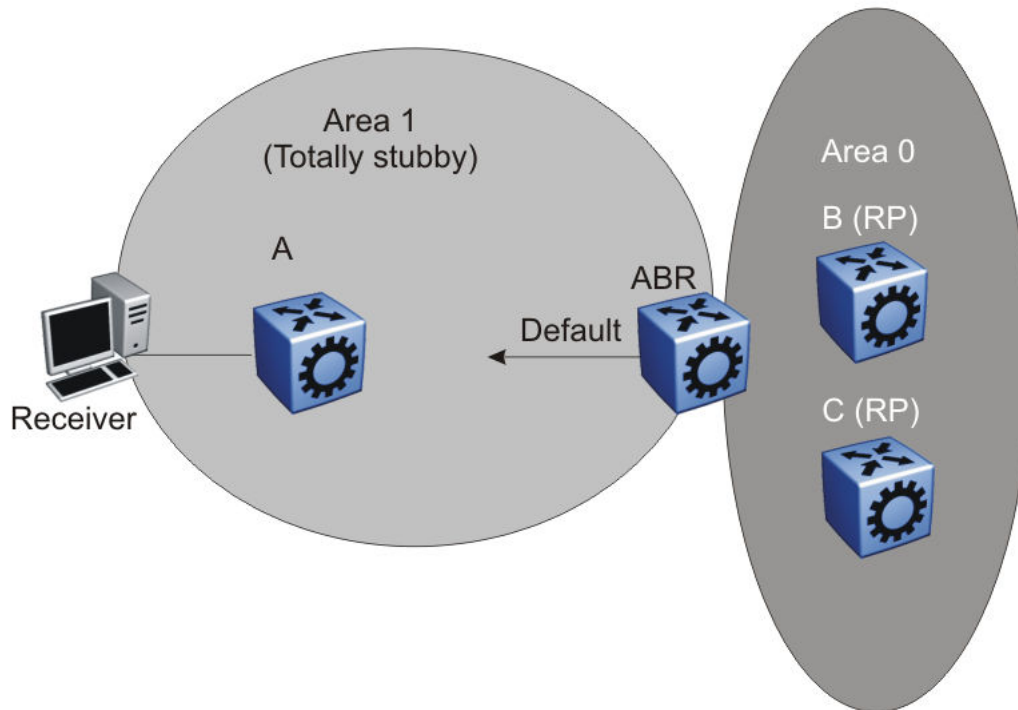 Area 1
(Totally stubby)
Area 0
A
B (RP)
ABR
Default
C (RP)
Receiver